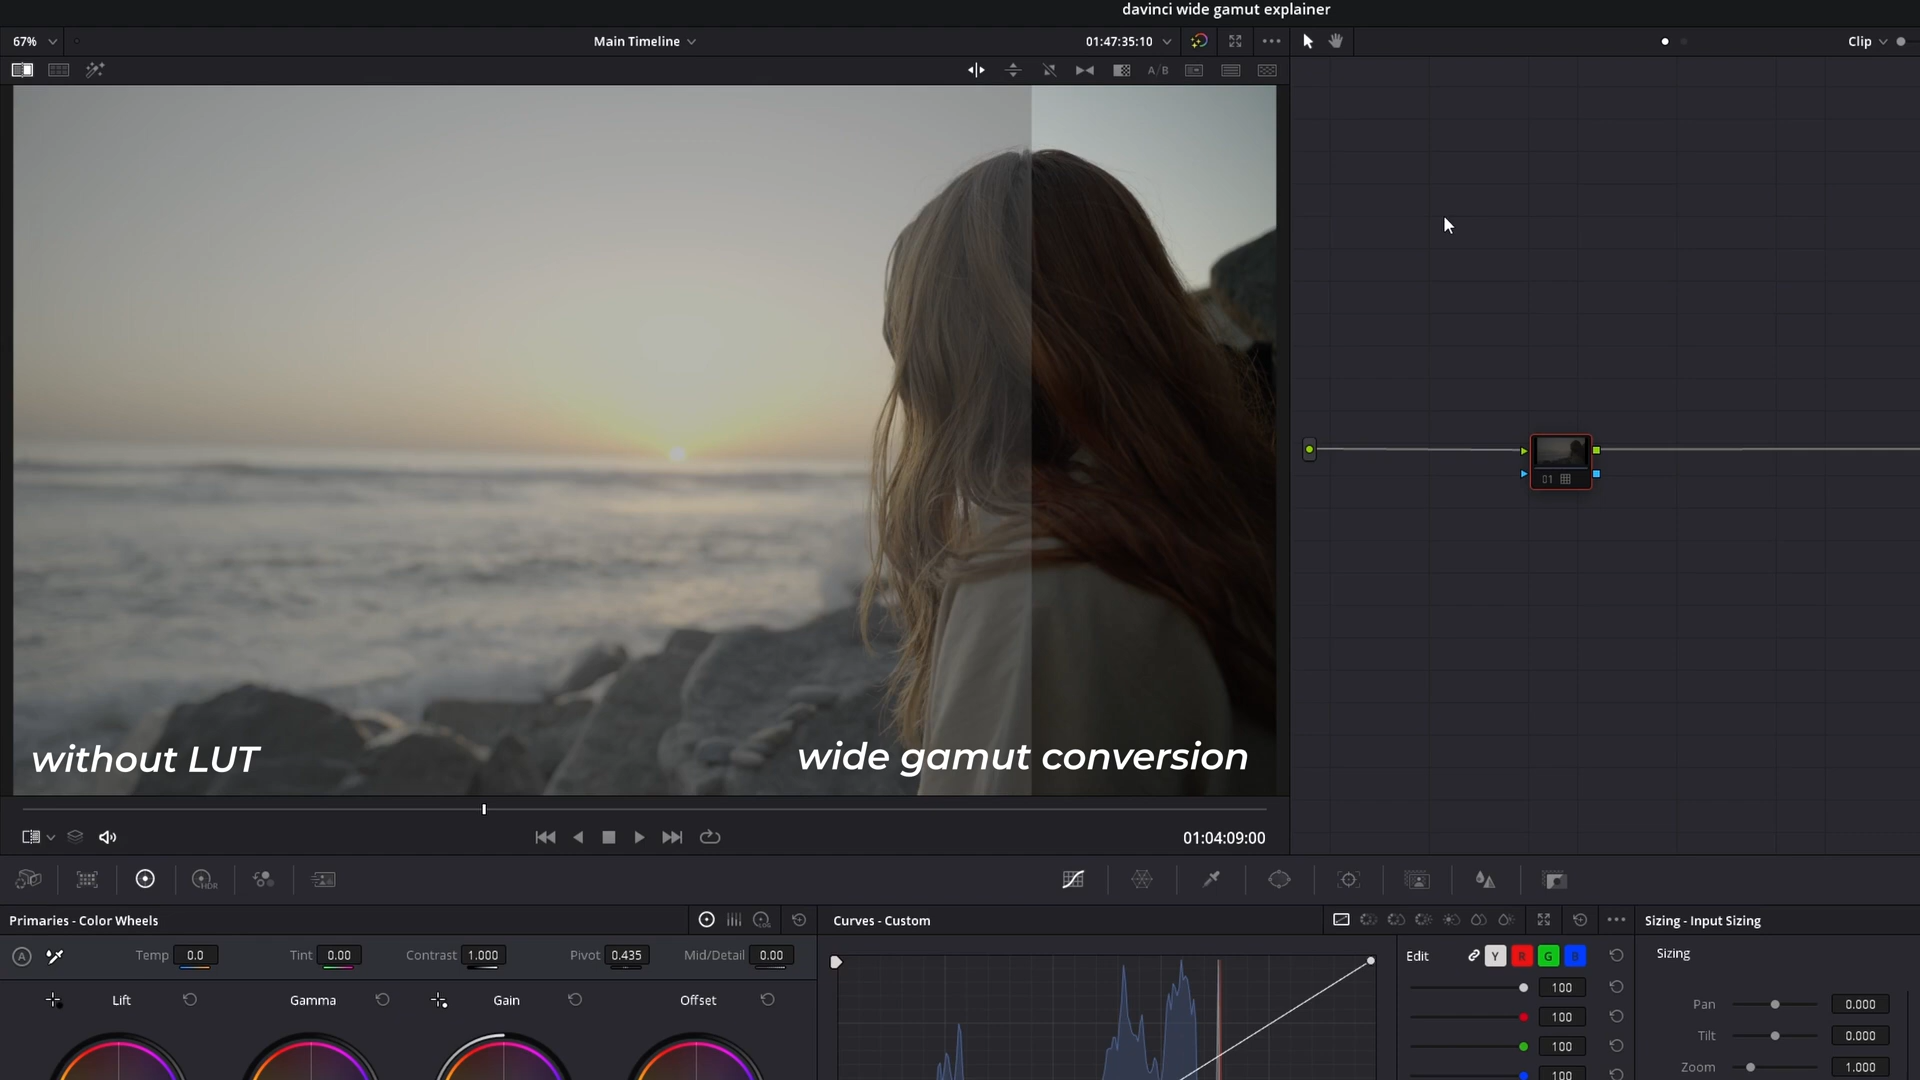 davinci wide gamut explainer
67%
Main Timeline
01:47:35:10
Clip
A/B
without LUT
wide gamut conversion
01
01:04:09:00
HDR
Primaries - Color Wheels
Curves - Custom
Sizing - Input Sizing
A
Temp 0.0
Tint 0.00
Contrast 1.000
Pivot 0.435
Mid/Detail 0.00
Edit
Y
R
G
B
Sizing
Lift
Gamma
Gain
Offset
100
100
100
100
Pan 0.000
Tilt 0.000
Zoom 1.000